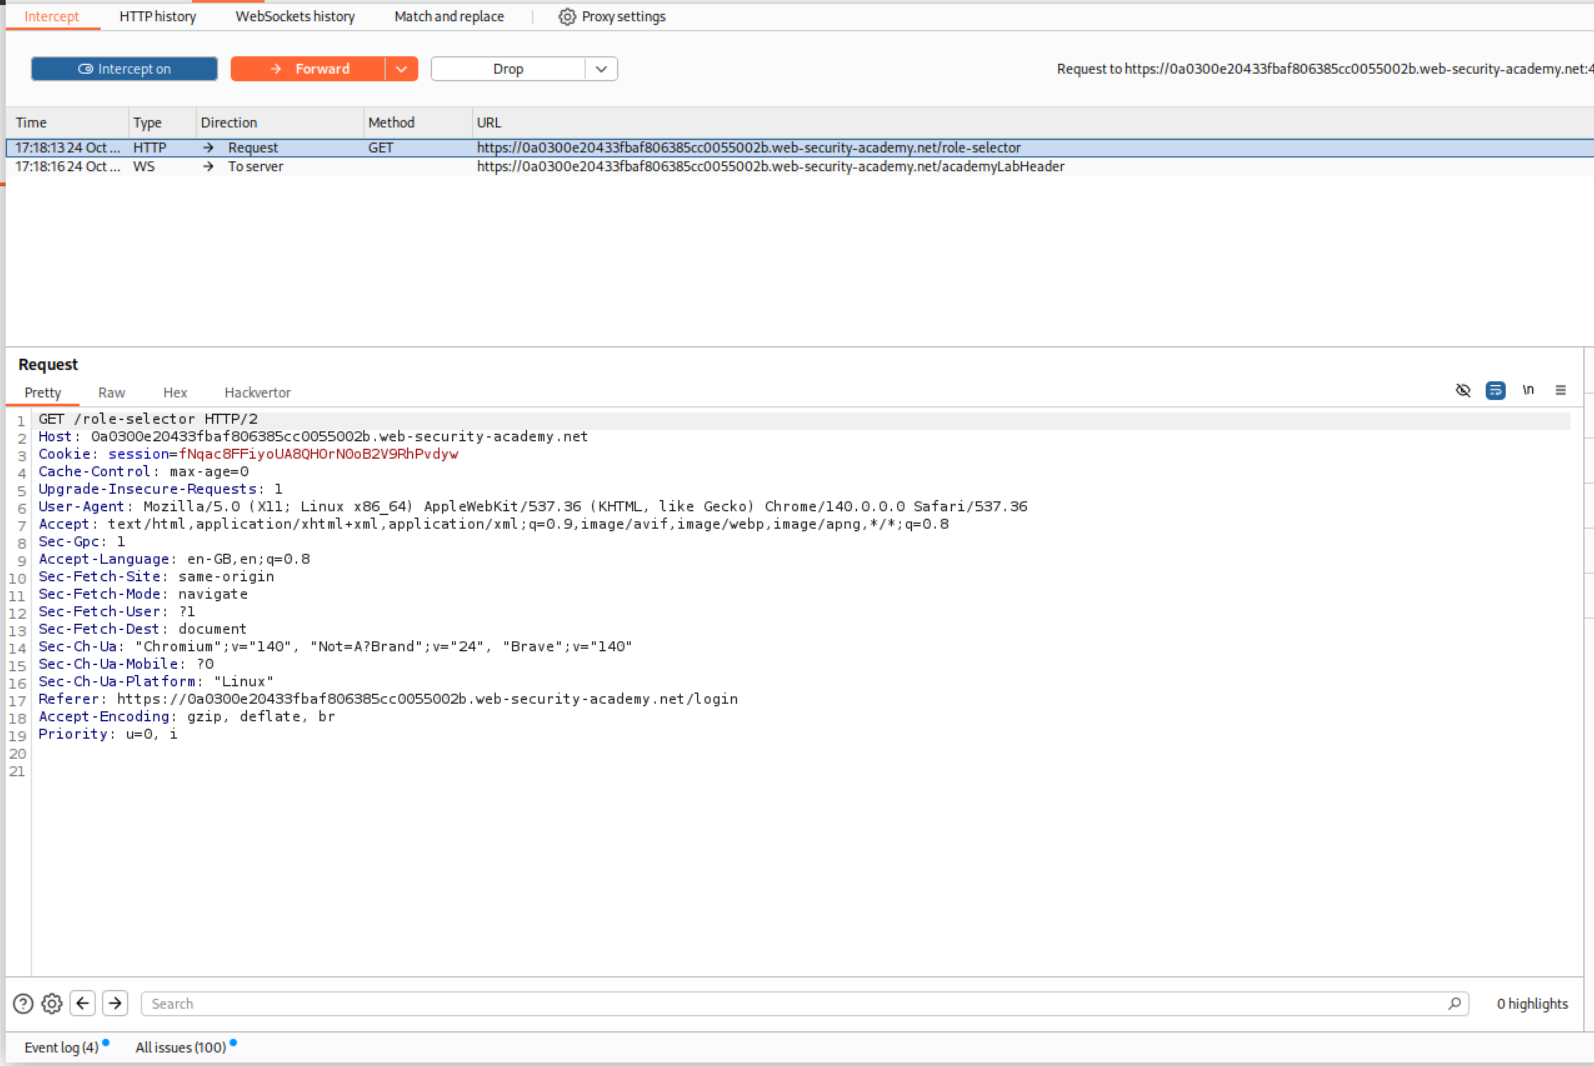 Intercept HTTP history WebSockets history Match and replace Proxy settings
Intercept on Forward Drop Request to https://0a0300e20433fbaf806385cc0055002b.web-security-academy.net:4
Time Type Direction Method URL
17:18:13 24 Oct ... HTTP → Request GET https://0a0300e20433fbaf806385cc0055002b.web-security-academy.net/role-selector
17:18:16 24 Oct ... WS → To server https://0a0300e20433fbaf806385cc0055002b.web-security-academy.net/academyLabHeader
Request
Pretty Raw Hex Hackvertor \n
1 GET /role-selector HTTP/2
2 Host: 0a0300e20433fbaf806385cc0055002b.web-security-academy.net
3 Cookie: session=fNqac8FFiyoUA8QHOrNOoB2V9RhPvdyw
4 Cache-Control: max-age=0
5 Upgrade-Insecure-Requests: 1
6 User-Agent: Mozilla/5.0 (X11; Linux x86_64) AppleWebKit/537.36 (KHTML, like Gecko) Chrome/140.0.0.0 Safari/537.36
7 Accept: text/html,application/xhtml+xml,application/xml;q=0.9,image/avif,image/webp,image/apng,*/*;q=0.8
8 Sec-Gpc: 1
9 Accept-Language: en-GB,en;q=0.8
10 Sec-Fetch-Site: same-origin
11 Sec-Fetch-Mode: navigate
12 Sec-Fetch-User: ?1
13 Sec-Fetch-Dest: document
14 Sec-Ch-Ua: "Chromium";v="140", "Not=A?Brand";v="24", "Brave";v="140"
15 Sec-Ch-Ua-Mobile: ?0
16 Sec-Ch-Ua-Platform: "Linux"
17 Referer: https://0a0300e20433fbaf806385cc0055002b.web-security-academy.net/login
18 Accept-Encoding: gzip, deflate, br
19 Priority: u=0, i
20
21
Search 0 highlights
Event log (4) All issues (100)